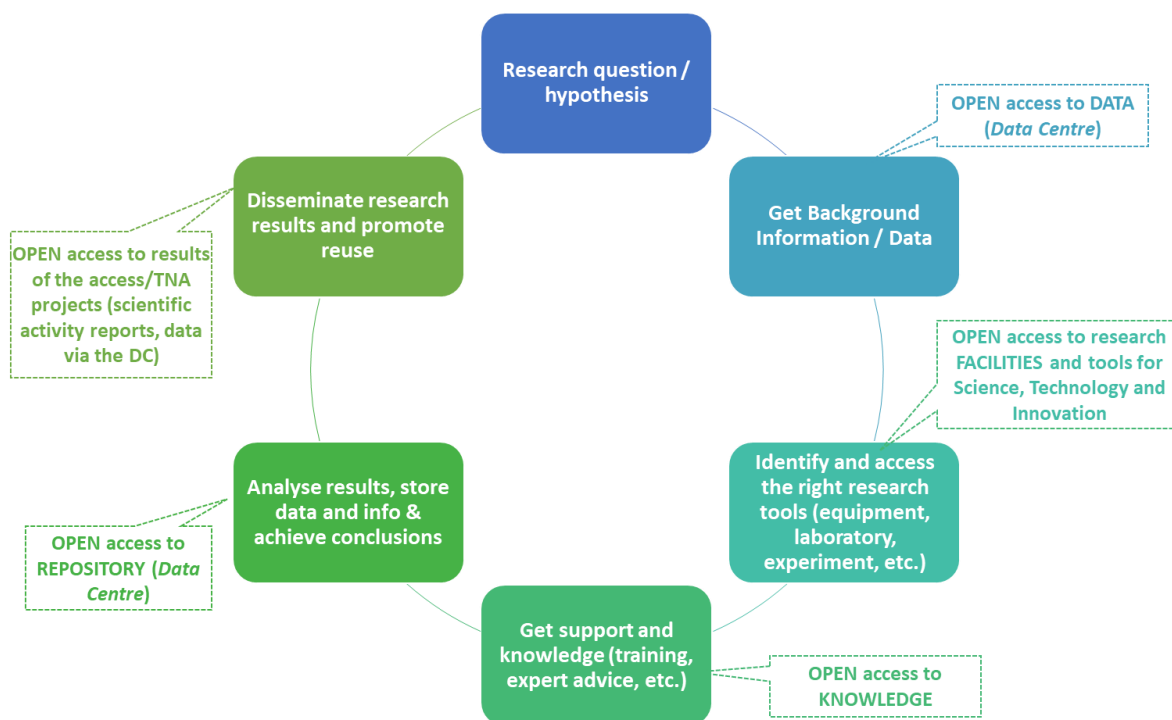 Research question /
hypothesis
OPEN access to DATA
(Data Centre)
Get Background
Information / Data
OPEN access to research
FACILITIES and tools for
Science, Technology and
Innovation
Identify and access
the right research
tools (equipment,
laboratory,
experiment, etc.)
Get support and
knowledge (training,
expert advice, etc.)
OPEN access to
KNOWLEDGE
Analyse results, store
data and info &
achieve conclusions
OPEN access to
REPOSITORY (Data
Centre)
Disseminate research
results and promote
reuse
OPEN access to results
of the access/TNA
projects (scientific
activity reports, data
via the DC)